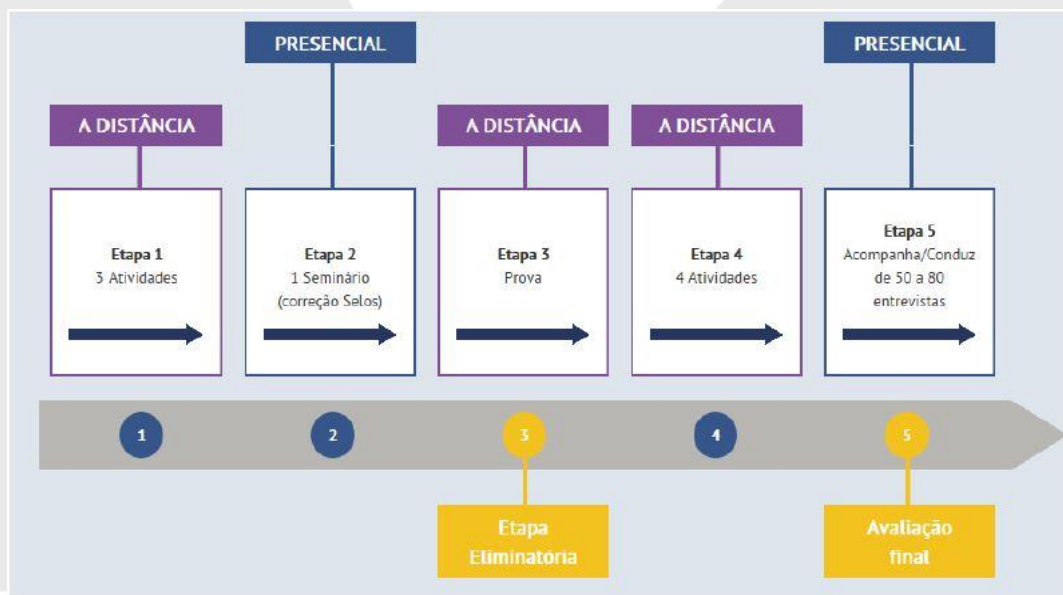 PRESENCIAL
PRESENCIAL
A DISTÂNCIA
A DISTÂNCIA
A DISTÂNCIA
Etapa 1
3 Atividades
Etapa 2
1 Seminário
(correção Selos)
Etapa 3
Prova
Etapa 4
4 Atividades
Etapa 5
Acompanha/Conduz
de 50 a 80
entrevistas
1
2
3
4
5
Etapa
Eliminatória
Avaliação
final